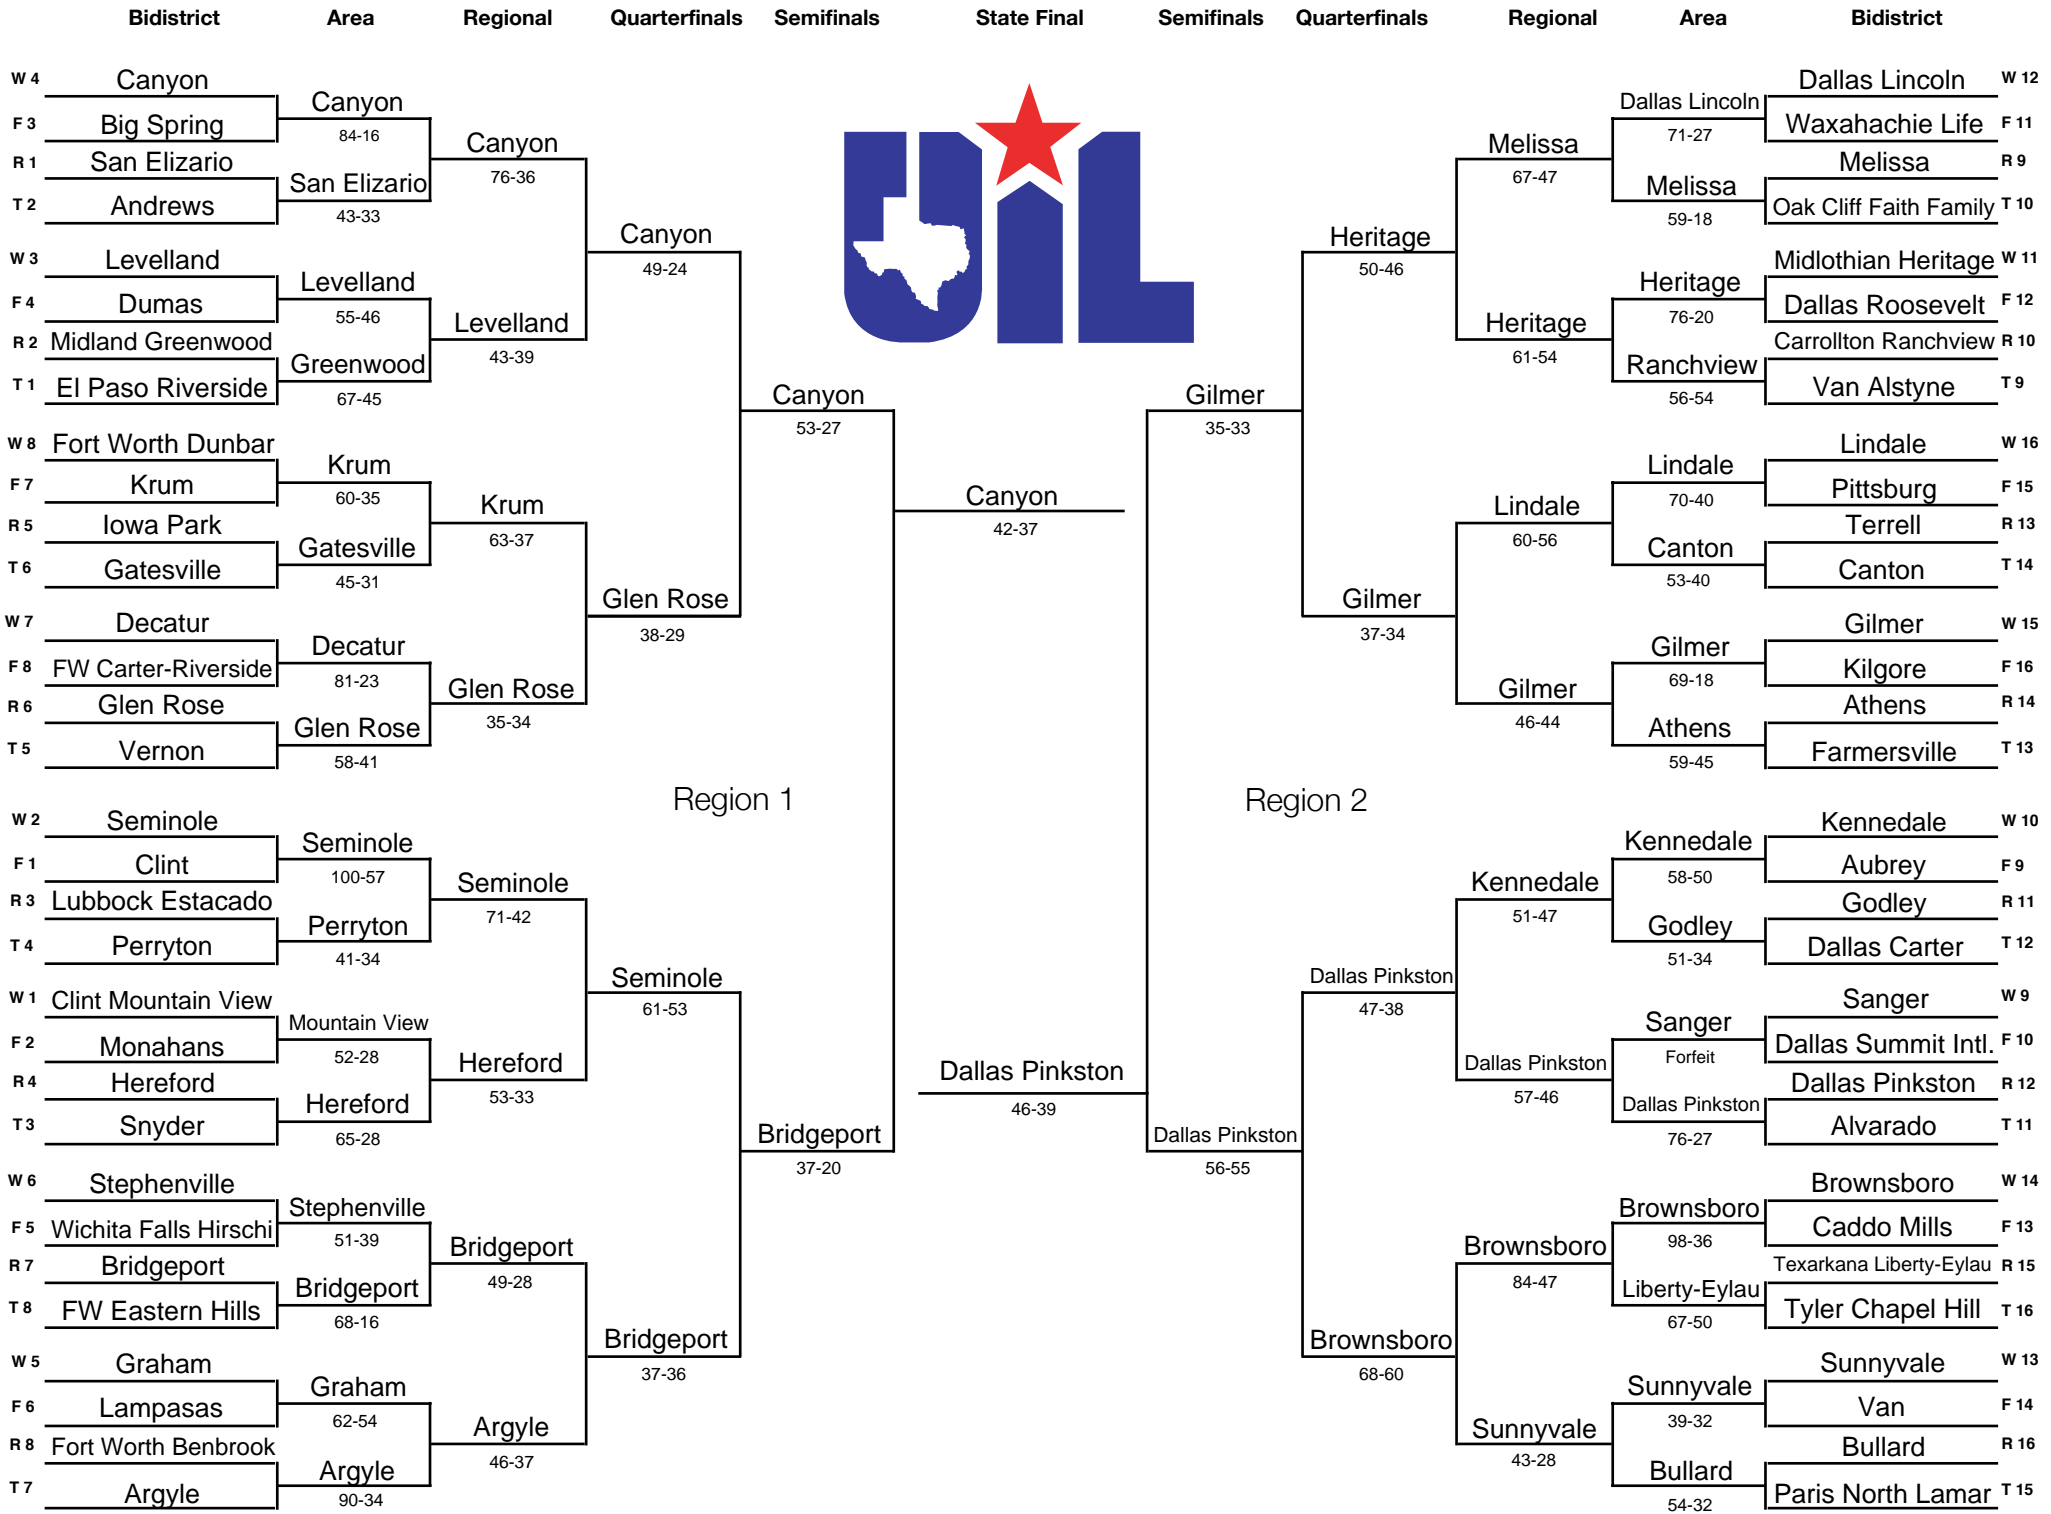 Bidistrict Area Regional Quarterfinals Semifinals State Final Semifinals Quarterfinals Regional Area Bidistrict
W 4 Canyon
F 3 Big Spring
R 1 San Elizario
T 2 Andrews
W 3 Levelland
F 4 Dumas
R 2 Midland Greenwood
T 1 El Paso Riverside
W 8 Fort Worth Dunbar
F 7 Krum
R 5 Iowa Park
T 6 Gatesville
W 7 Decatur
F 8 FW Carter-Riverside
R 6 Glen Rose
T 5 Vernon
W 2 Seminole
F 1 Clint
R 3 Lubbock Estacado
T 4 Perryton
W 1 Clint Mountain View
F 2 Monahans
R 4 Hereford
T 3 Snyder
W 6 Stephenville
F 5 Wichita Falls Hirschi
R 7 Bridgeport
T 8 FW Eastern Hills
W 5 Graham
F 6 Lampasas
R 8 Fort Worth Benbrook
T 7 Argyle
Canyon
84-16
San Elizario
43-33
Levelland
55-46
Greenwood
67-45
Krum
60-35
Gatesville
45-31
Decatur
81-23
Glen Rose
58-41
Seminole
100-57
Perryton
41-34
Mountain View
52-28
Hereford
65-28
Stephenville
51-39
Bridgeport
68-16
Graham
62-54
Argyle
90-34
Canyon
76-36
Levelland
43-39
Krum
63-37
Glen Rose
35-34
Seminole
71-42
Hereford
53-33
Bridgeport
49-28
Argyle
46-37
Canyon
49-24
Glen Rose
38-29
Seminole
61-53
Bridgeport
37-36
Canyon
53-27
Bridgeport
37-20
Region 1
UIL
Canyon
42-37
Dallas Pinkston
46-39
Region 2
Gilmer
35-33
Dallas Pinkston
56-55
Heritage
50-46
Gilmer
37-34
Dallas Pinkston
47-38
Brownsboro
68-60
Melissa
67-47
Heritage
61-54
Lindale
60-56
Gilmer
46-44
Kennedale
51-47
Dallas Pinkston
57-46
Brownsboro
84-47
Sunnyvale
43-28
Dallas Lincoln
71-27
Melissa
59-18
Heritage
76-20
Ranchview
56-54
Lindale
70-40
Canton
53-40
Gilmer
69-18
Athens
59-45
Kennedale
58-50
Godley
51-34
Sanger
Forfeit
Dallas Pinkston
76-27
Brownsboro
98-36
Liberty-Eylau
67-50
Sunnyvale
39-32
Bullard
54-32
Dallas Lincoln W 12
Waxahachie Life F 11
Melissa R 9
Oak Cliff Faith Family T 10
Midlothian Heritage W 11
Dallas Roosevelt F 12
Carrollton Ranchview R 10
Van Alstyne T 9
Lindale W 16
Pittsburg F 15
Terrell R 13
Canton T 14
Gilmer W 15
Kilgore F 16
Athens R 14
Farmersville T 13
Kennedale W 10
Aubrey F 9
Godley R 11
Dallas Carter T 12
Sanger W 9
Dallas Summit Intl. F 10
Dallas Pinkston R 12
Alvarado T 11
Brownsboro W 14
Caddo Mills F 13
Texarkana Liberty-Eylau R 15
Tyler Chapel Hill T 16
Sunnyvale W 13
Van F 14
Bullard R 16
Paris North Lamar T 15